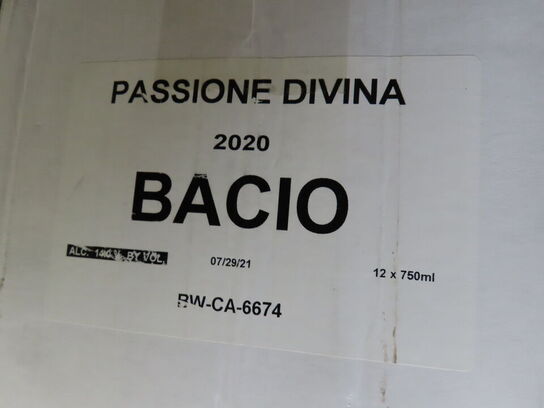 PASSIONE DIVINA
2020
BACIO
ALC. BY VOL.
07/29/21
12 x 750ml
BW-CA-6674